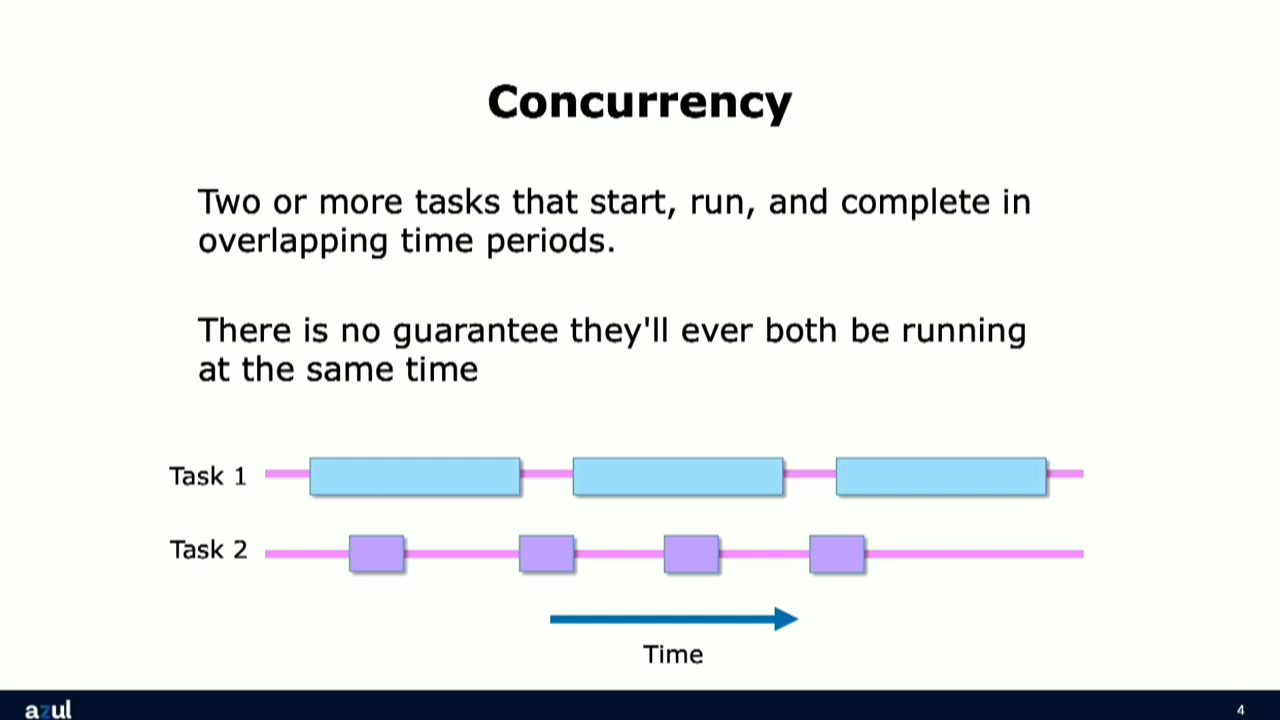 Concurrency
Two or more tasks that start, run, and complete in
overlapping time periods.
There is no guarantee they'll ever both be running
at the same time
Task 1
Task 2
Time
azul
4